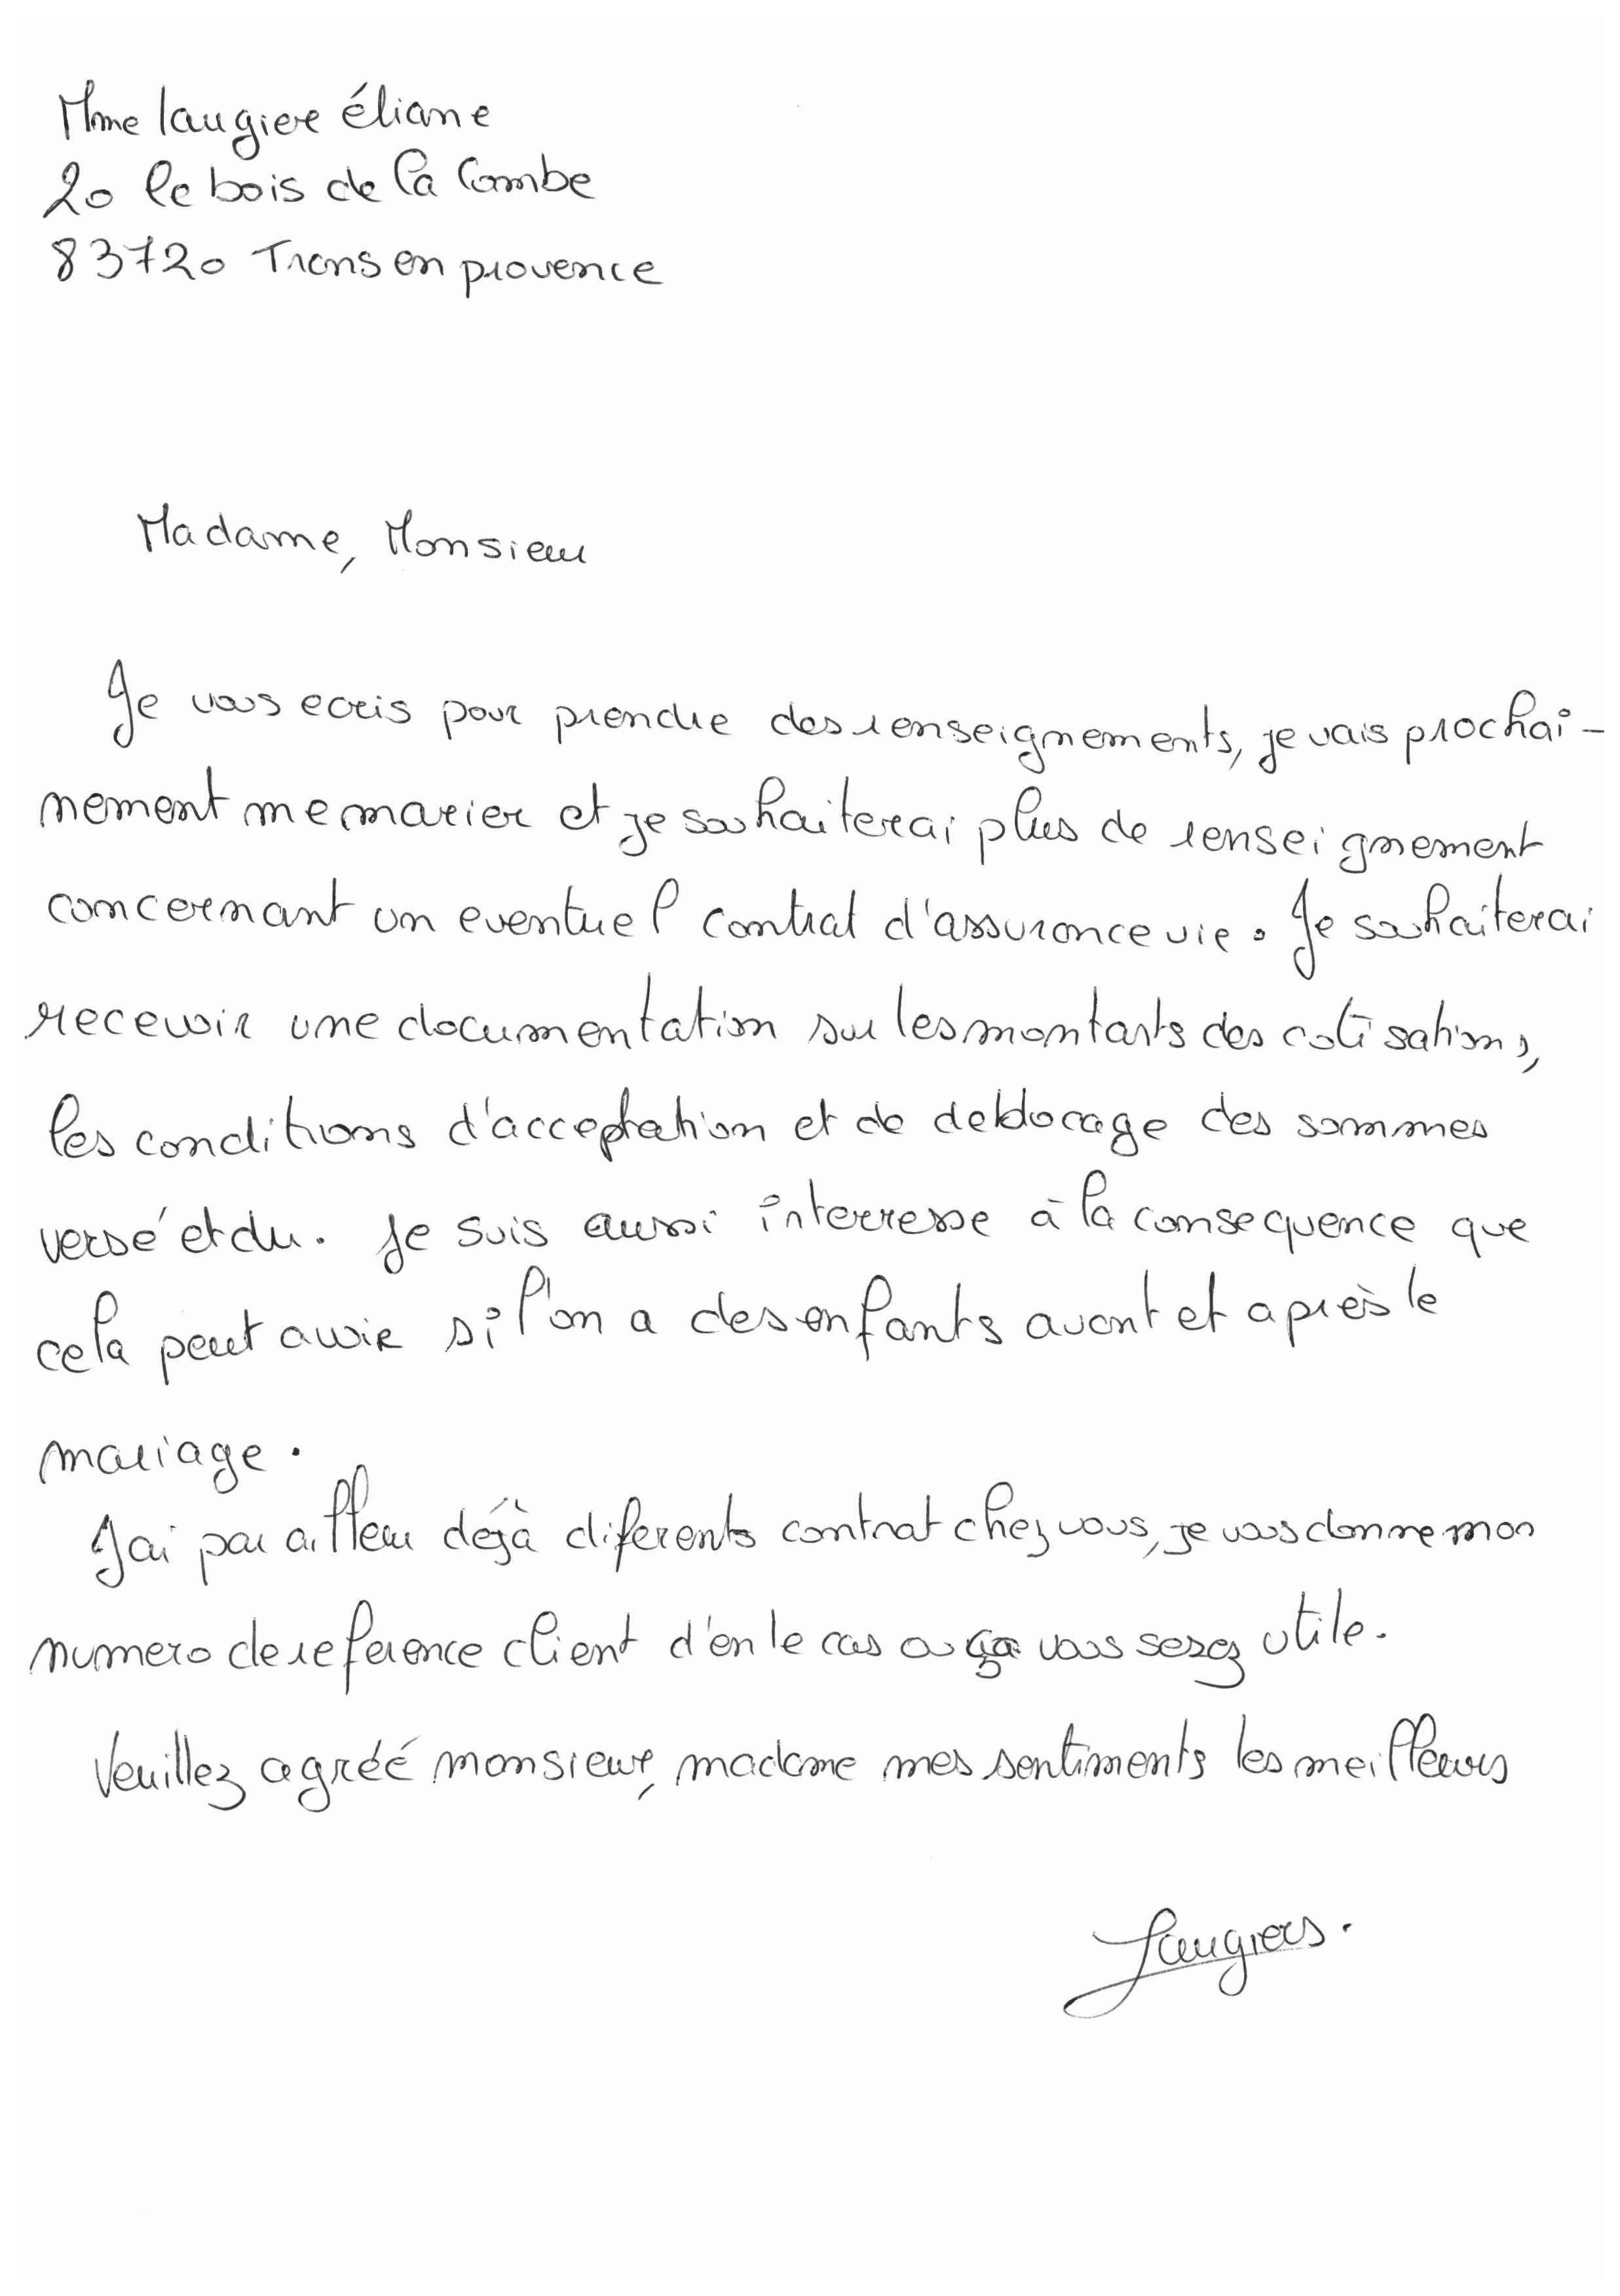 Mme laugier éliane
20 le bois de la Combe
83720 Trans en provence
Madame, Monsieur
Je vous ecris pour prendre des renseignements, je vais prochai-
nement me marier et je souhaiterai plus de renseignement
concernant un eventuel contrat d'assurance vie. Je souhaiterai
recevoir une documentation sur les montants des cotisations,
les conditions d'acceptation et de deblocage des sommes
versé et du. Je suis aussi interresse à la consequence que
cela peut avoir si l'on a des enfants avant et après le
mariage.
J'ai par ailleur déjà diferents contrat chez vous, je vous donne mon
numero de reference client d'en le cas ou ça vous serez utile.
Veuillez agréé monsieur, madame mes sentiments les meilleurs
Laugier.